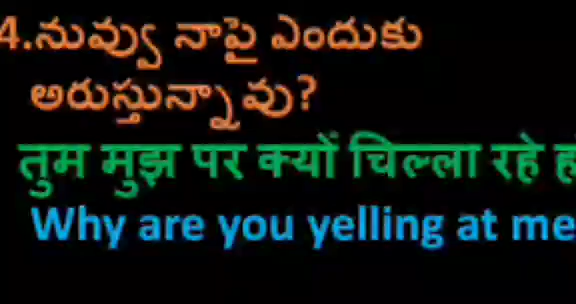 4.నువ్వు నాపై ఎందుకు
అరుస్తున్నావు?
तुम मुझ पर क्यों चिल्ला रहे
Why are you yelling at me